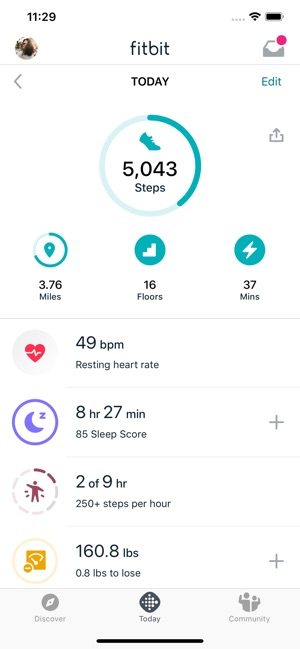 11:29
fitbit
TODAY
Edit
5,043
Steps
3.76
Miles
16
Floors
37
Mins
49 bpm
Resting heart rate
8 hr 27 min
85 Sleep Score
2 of 9 hr
250+ steps per hour
160.8 lbs
0.8 lbs to lose
Discover
Today
Community